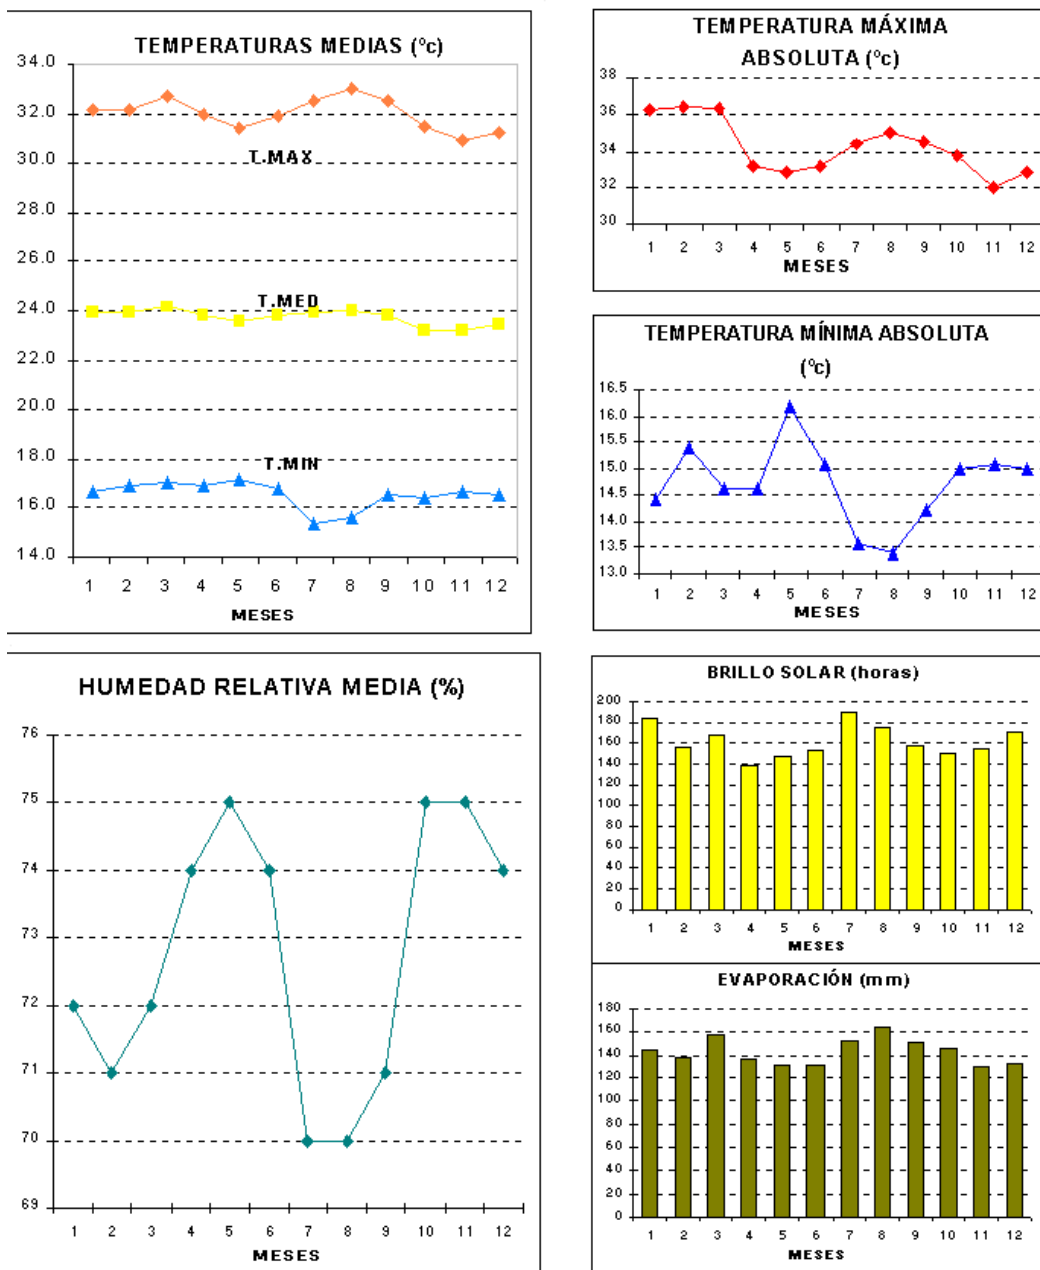 TEMPERATURAS MEDIAS (ºc)
34.0
32.0
30.0
28.0
26.0
24.0
22.0
20.0
18.0
16.0
14.0
T.MAX
T.MED
T.MIN
1 2 3 4 5 6 7 8 9 10 11 12
MESES
TEMPERATURA MÁXIMA
ABSOLUTA (ºc)
38
36
34
32
30
1 2 3 4 5 6 7 8 9 10 11 12
MESES
TEMPERATURA MÍNIMA ABSOLUTA
(ºc)
16.5
16.0
15.5
15.0
14.5
14.0
13.5
13.0
1 2 3 4 5 6 7 8 9 10 11 12
MESES
HUMEDAD RELATIVA MEDIA (%)
76
75
74
73
72
71
70
69
1 2 3 4 5 6 7 8 9 10 11 12
MESES
BRILLO SOLAR (horas)
200
180
160
140
120
100
80
60
40
20
0
1 2 3 4 5 6 7 8 9 10 11 12
MESES
EVAPORACIÓN (mm)
180
160
140
120
100
80
60
40
20
0
1 2 3 4 5 6 7 8 9 10 11 12
MESES